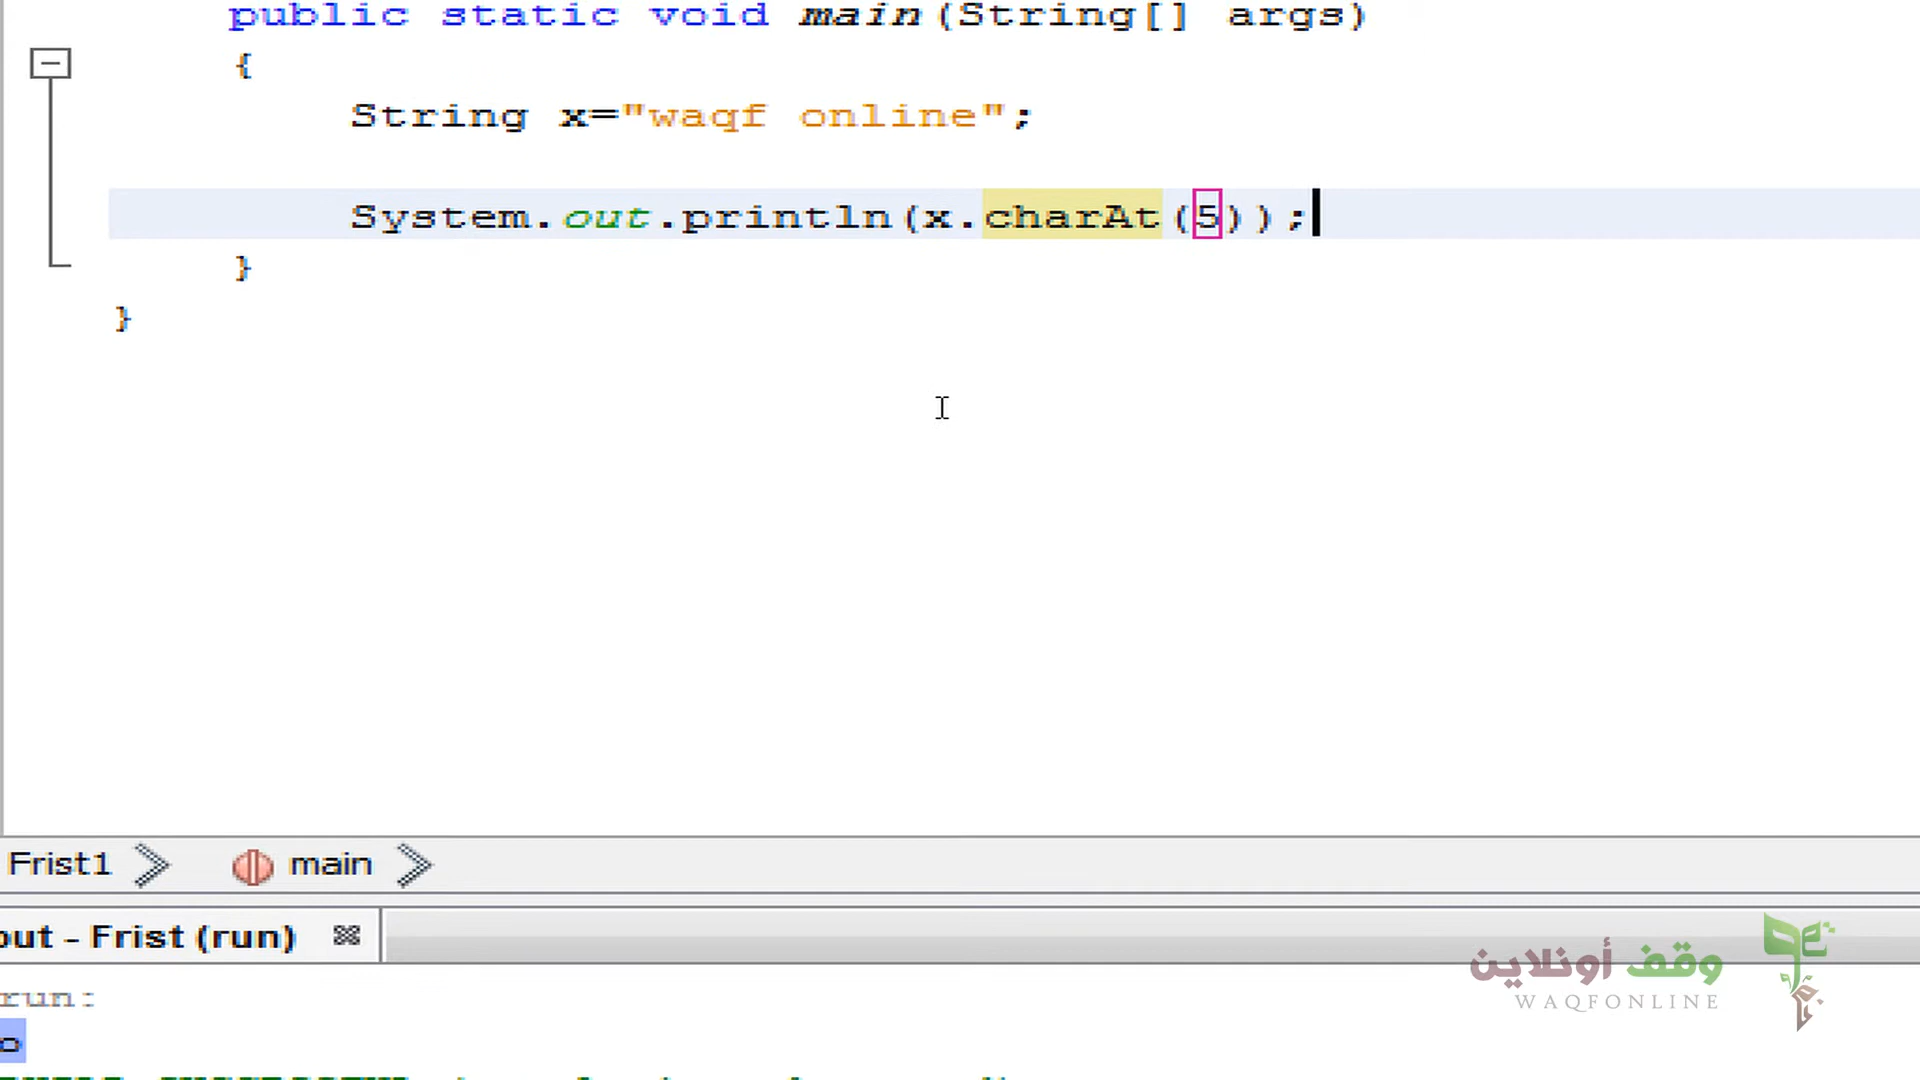 public static void main(String[] args)
{
String x="waqf online";
System.out.println(x.charAt(5));
}
}
Frist1 main
out - Frist (run)
run:
o
وقف أونلاين
WAQFONLINE